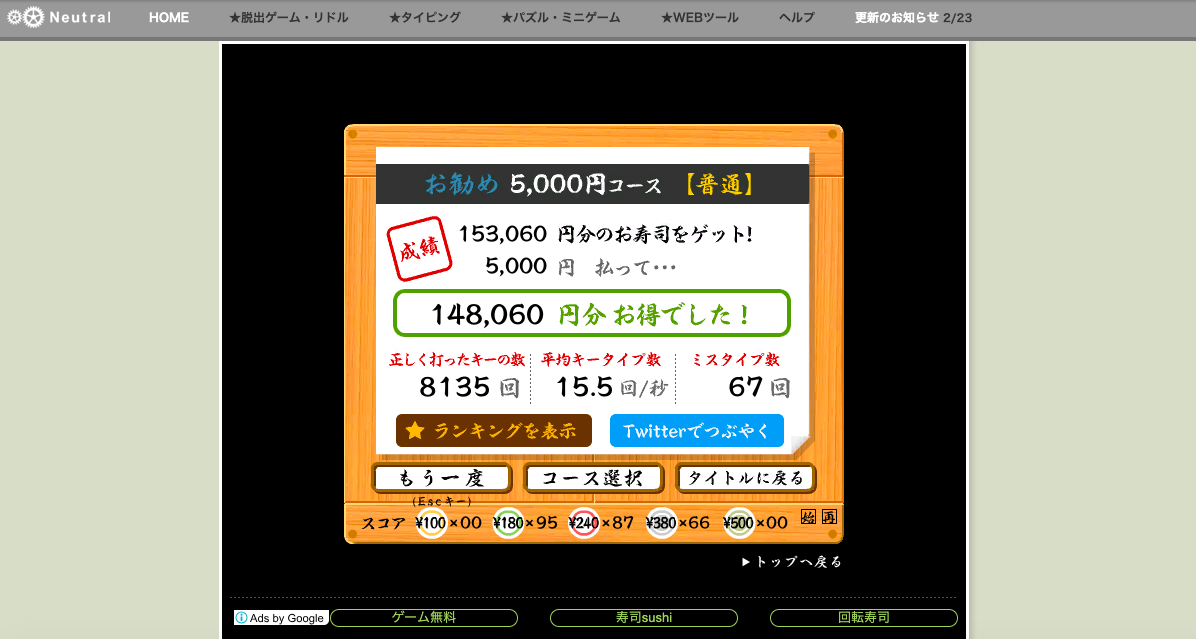 Neutral HOME ★脱出ゲーム・リドル ★タイピング ★パズル・ミニゲーム ★WEBツール ヘルプ 更新のお知らせ 2/23
お勧め 5,000円コース 【普通】
成績
153,060 円分のお寿司をゲット!
5,000 円 払って・・・
148,060 円分 お得でした！
正しく打ったキーの数 平均キータイプ数 ミスタイプ数
8135 回 15.5 回/秒 67 回
ランキングを表示 Twitterでつぶやく
もう一度 コース選択 タイトルに戻る
(Escキー)
スコア ¥100×00 ¥180×95 ¥240×87 ¥380×66 ¥500×00 始 再
▶トップへ戻る
Ads by Google ゲーム無料 寿司sushi 回転寿司